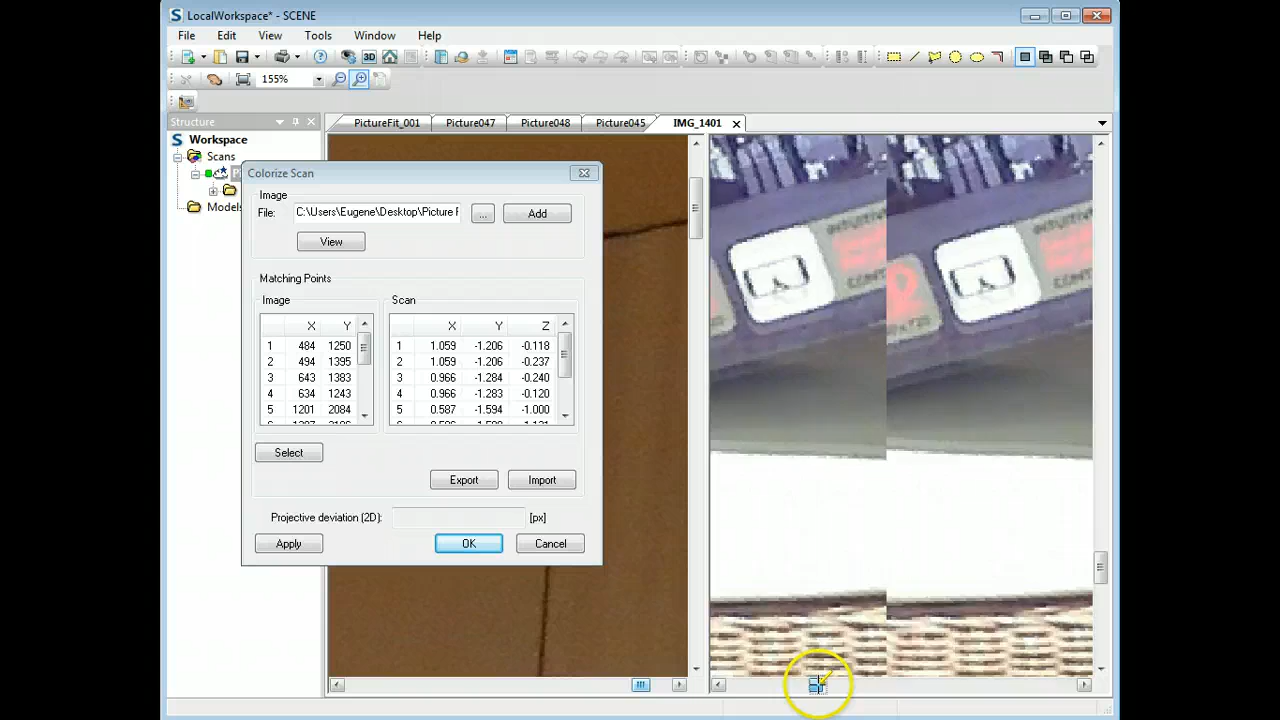 LocalWorkspace* - SCENE
File Edit View Tools Window Help
3D
155%
Structure
PictureFit_001 Picture047 Picture048 Picture045 IMG_1401
Workspace
Scans
Models
Colorize Scan
Image
File: C:\Users\Eugene\Desktop\Picture F ... Add
View
Matching Points
Image Scan
X Y X Y Z
1 484 1250 1 1.059 -1.206 -0.118
2 494 1395 2 1.059 -1.206 -0.237
3 643 1383 3 0.966 -1.284 -0.240
4 634 1243 4 0.966 -1.283 -0.120
5 1201 2084 5 0.587 -1.594 -1.000
Select
Export Import
Projective deviation (2D): [px]
Apply OK Cancel